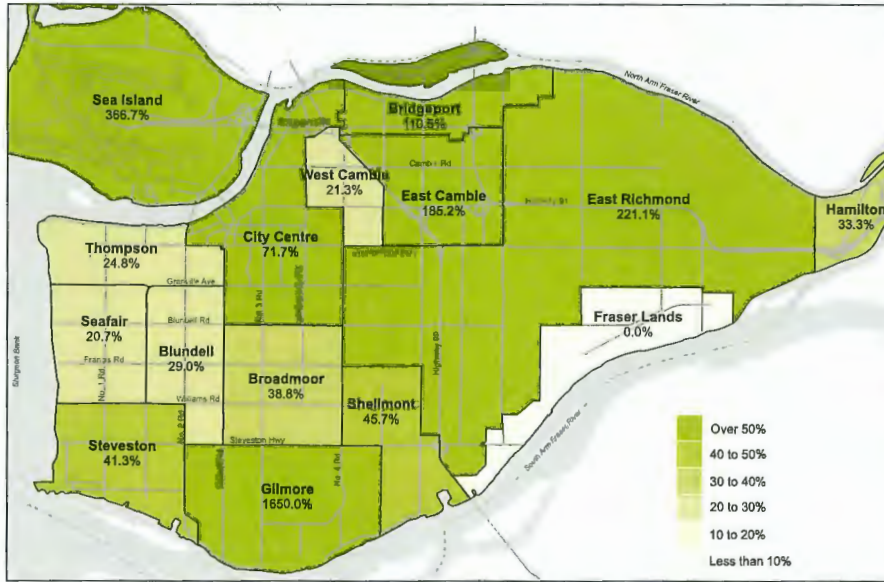 North Arm Fraser River
Sea Island
366.7%
Bridgeport
110.5%
West Cambie
21.3%
Cambie Rd
East Cambie
185.2%
Highway 91
East Richmond
221.1%
Hamilton
33.3%
Thompson
24.8%
City Centre
71.7%
Granville Ave
Sturgeon Bank
Seafair
20.7%
Blundell Rd
Blundell
29.0%
Francis Rd
No. 1 Rd
No. 3 Rd
Fraser Lands
0.0%
Highway 99
Broadmoor
38.8%
Shellmont
45.7%
Williams Rd
No. 2 Rd
Steveston
41.3%
Steveston Hwy
South Arm Fraser River
Gilmore
1650.0%
No. 4 Rd
Over 50%
40 to 50%
30 to 40%
20 to 30%
10 to 20%
Less than 10%